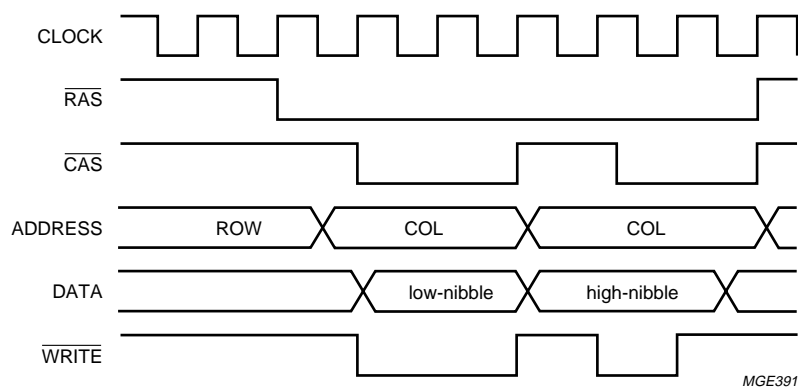 CLOCK
RAS
CAS
ADDRESS ROW COL COL
DATA low-nibble high-nibble
WRITE
MGE391